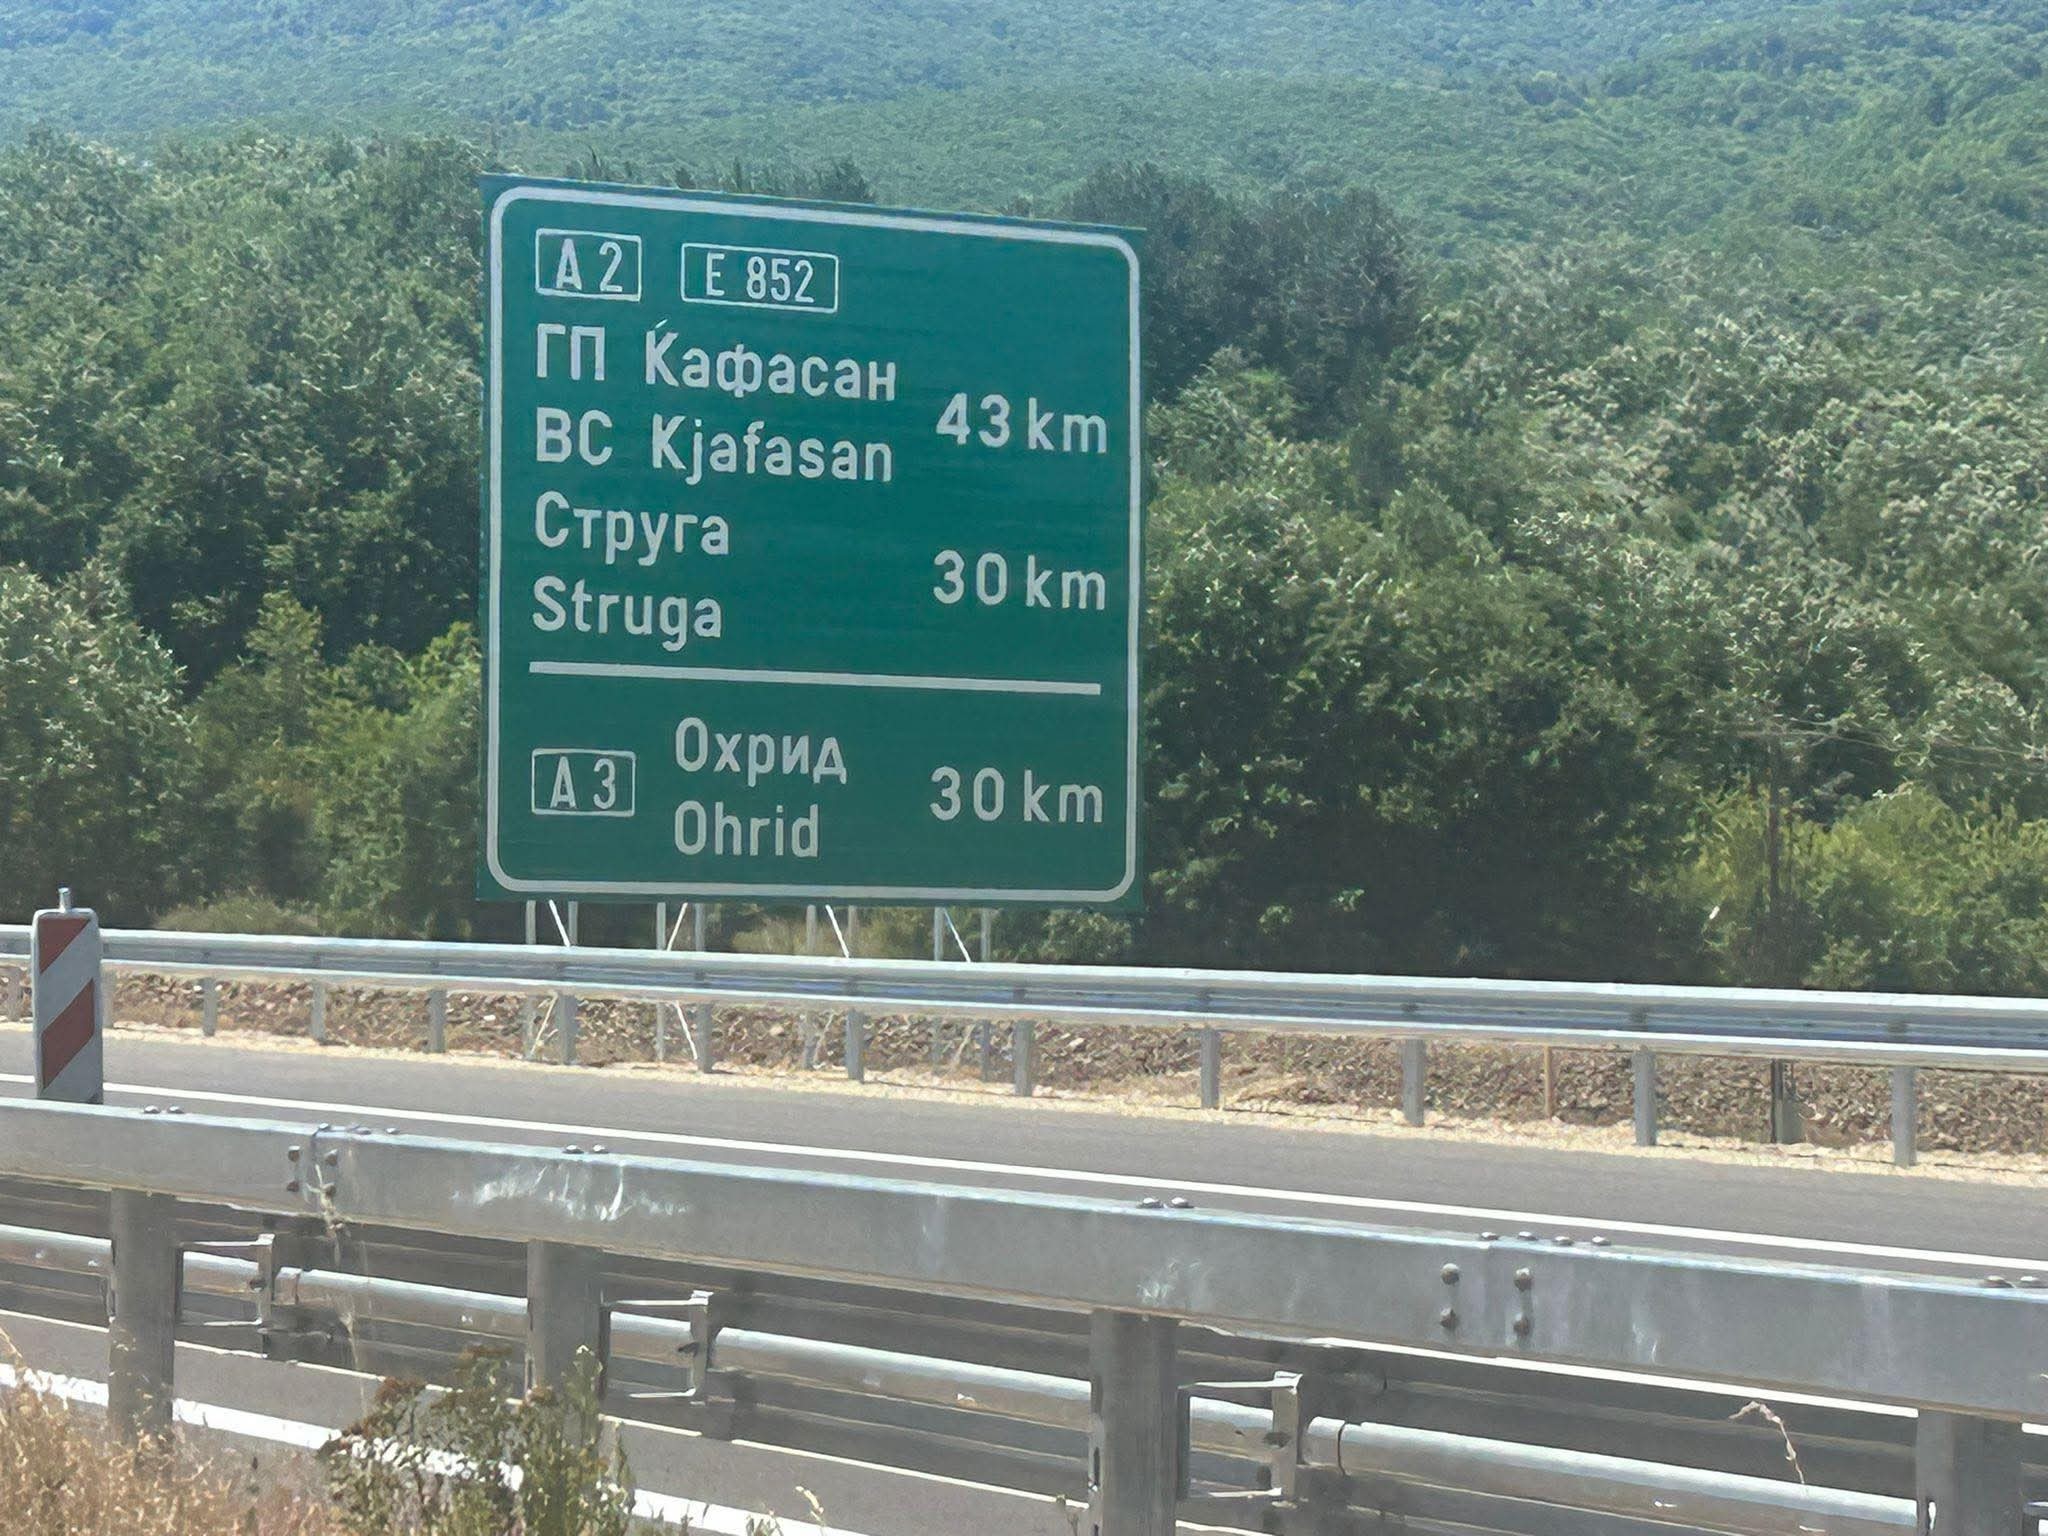 A 2 E 852
ГП Ќафасан
43 km
BC Kjafasan
Струга
30 km
Struga
A 3
Охрид
30 km
Ohrid